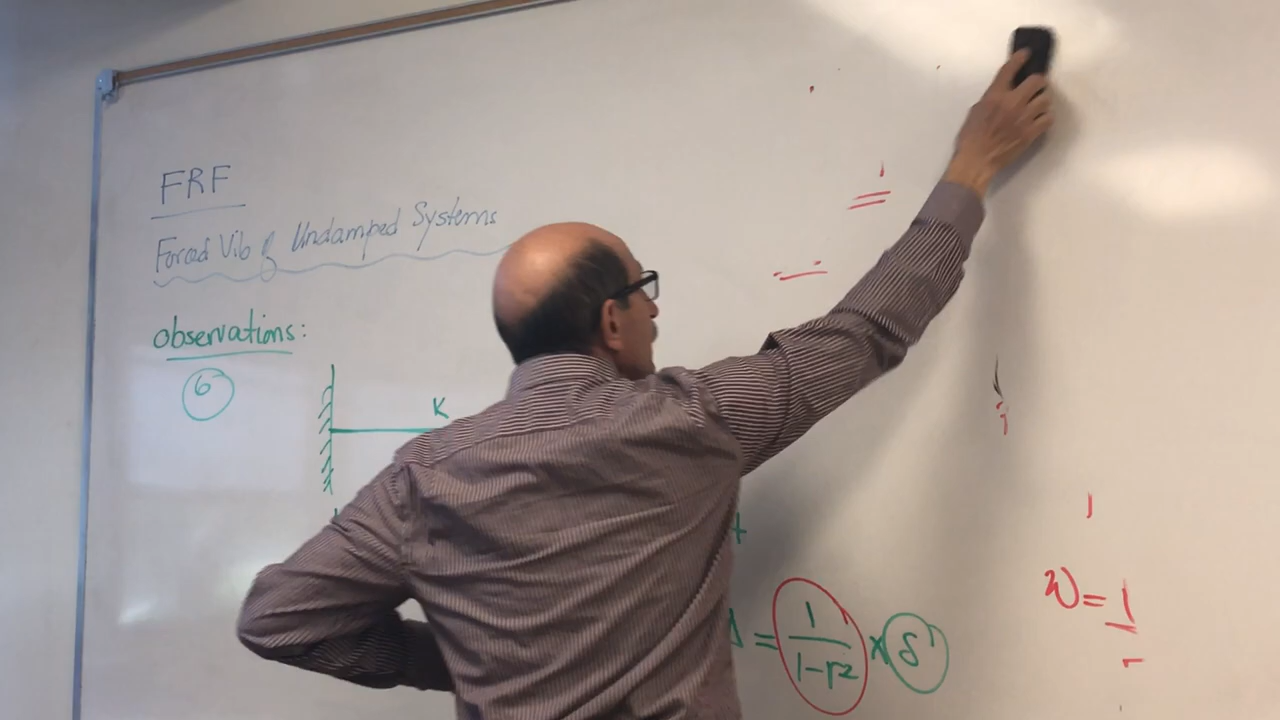 FRF
Forced Vib of Undamped Systems
observations:
6
K
+
= 1/(1-r2) x δ
ω = 1